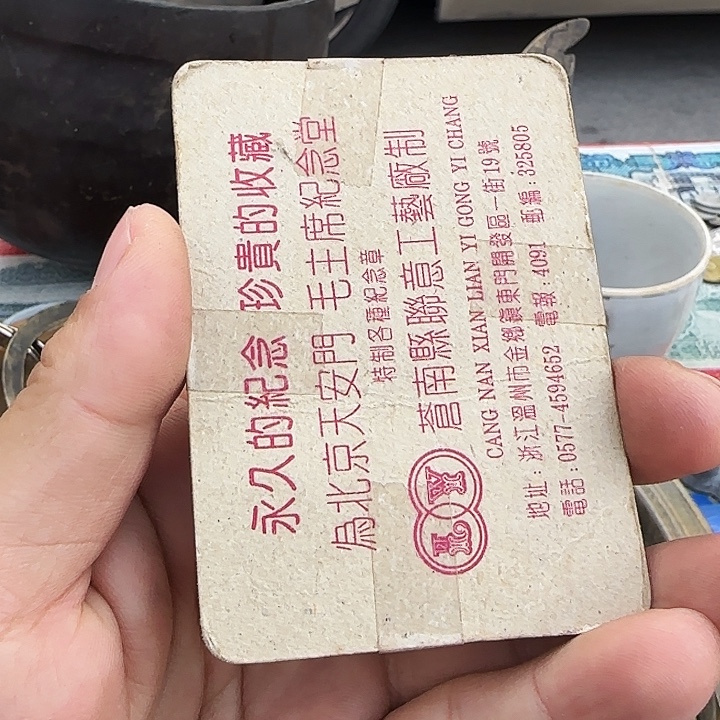 永久的紀念 珍貴的收藏
為北京天安門 毛主席紀念堂
特制各種紀念章
LY
蒼南縣聯意工藝廠制
CANG NAN XIAN LIAN YI GONG YI CHANG
地址:浙江溫州市金鄉鎮東門開發區一街19號
電話:0577-4594652 電報:4091 郵編:325805